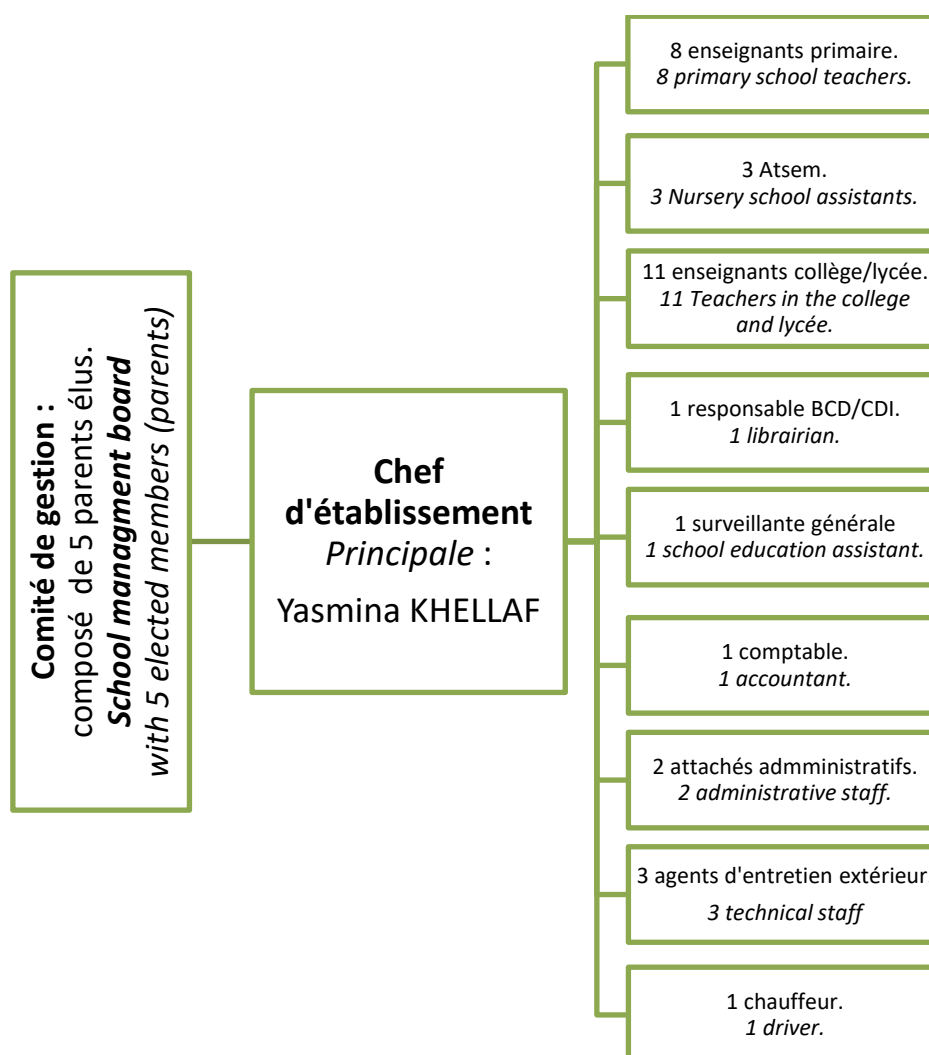 Comité de gestion :
composé de 5 parents élus.
School managment board
with 5 elected members (parents)
Chef
d'établissement
Principale :
Yasmina KHELLAF
8 enseignants primaire.
8 primary school teachers.
3 Atsem.
3 Nursery school assistants.
11 enseignants collège/lycée.
11 Teachers in the college
and lycée.
1 responsable BCD/CDI.
1 librairian.
1 surveillante générale
1 school education assistant.
1 comptable.
1 accountant.
2 attachés admministratifs.
2 administrative staff.
3 agents d'entretien extérieur.
3 technical staff
1 chauffeur.
1 driver.